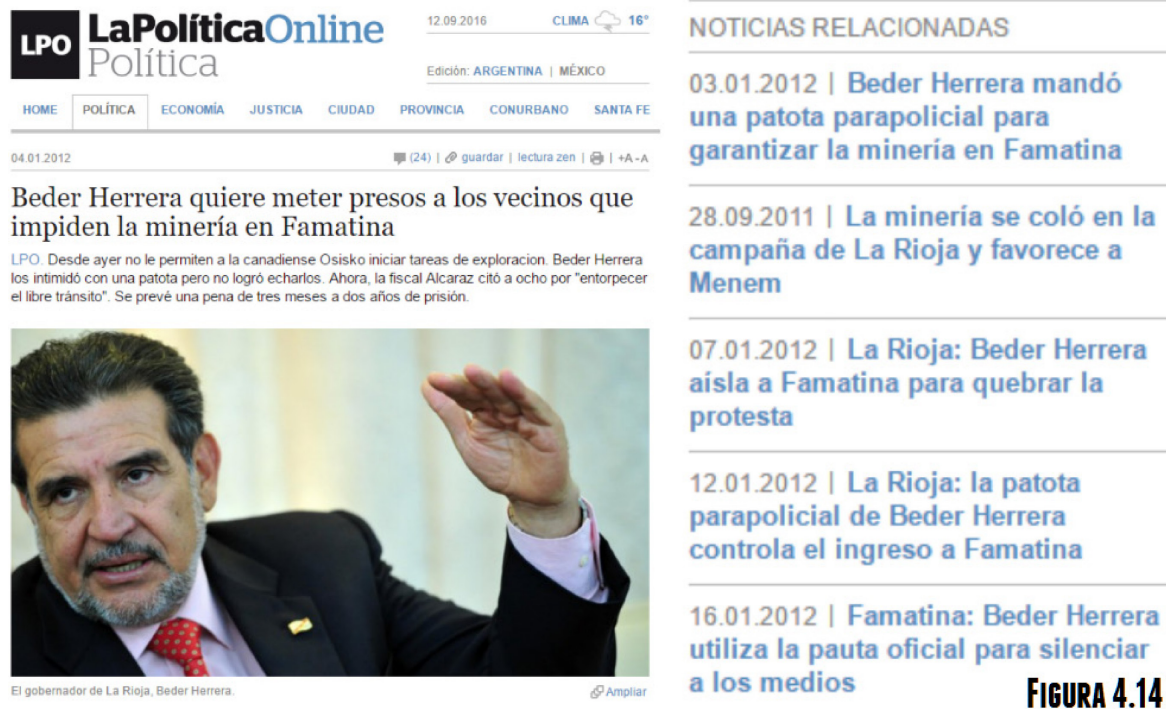 LPO
LaPolíticaOnline
Política
12.09.2016
CLIMA 16°
Edición: ARGENTINA | MÉXICO
HOME POLÍTICA ECONOMÍA JUSTICIA CIUDAD PROVINCIA CONURBANO SANTA FE
04.01.2012
(24) | guardar | lectura zen | | +A -A
Beder Herrera quiere meter presos a los vecinos que
impiden la minería en Famatina
LPO. Desde ayer no le permiten a la canadiense Osisko iniciar tareas de exploracion. Beder Herrera
los intimidó con una patota pero no logró echarlos. Ahora, la fiscal Alcaraz citó a ocho por "entorpecer
el libre tránsito". Se prevé una pena de tres meses a dos años de prisión.
El gobernador de La Rioja, Beder Herrera.
Ampliar
NOTICIAS RELACIONADAS
03.01.2012 | Beder Herrera mandó
una patota parapolicial para
garantizar la minería en Famatina
28.09.2011 | La minería se coló en la
campaña de La Rioja y favorece a
Menem
07.01.2012 | La Rioja: Beder Herrera
aísla a Famatina para quebrar la
protesta
12.01.2012 | La Rioja: la patota
parapolicial de Beder Herrera
controla el ingreso a Famatina
16.01.2012 | Famatina: Beder Herrera
utiliza la pauta oficial para silenciar
a los medios
FIGURA 4.14